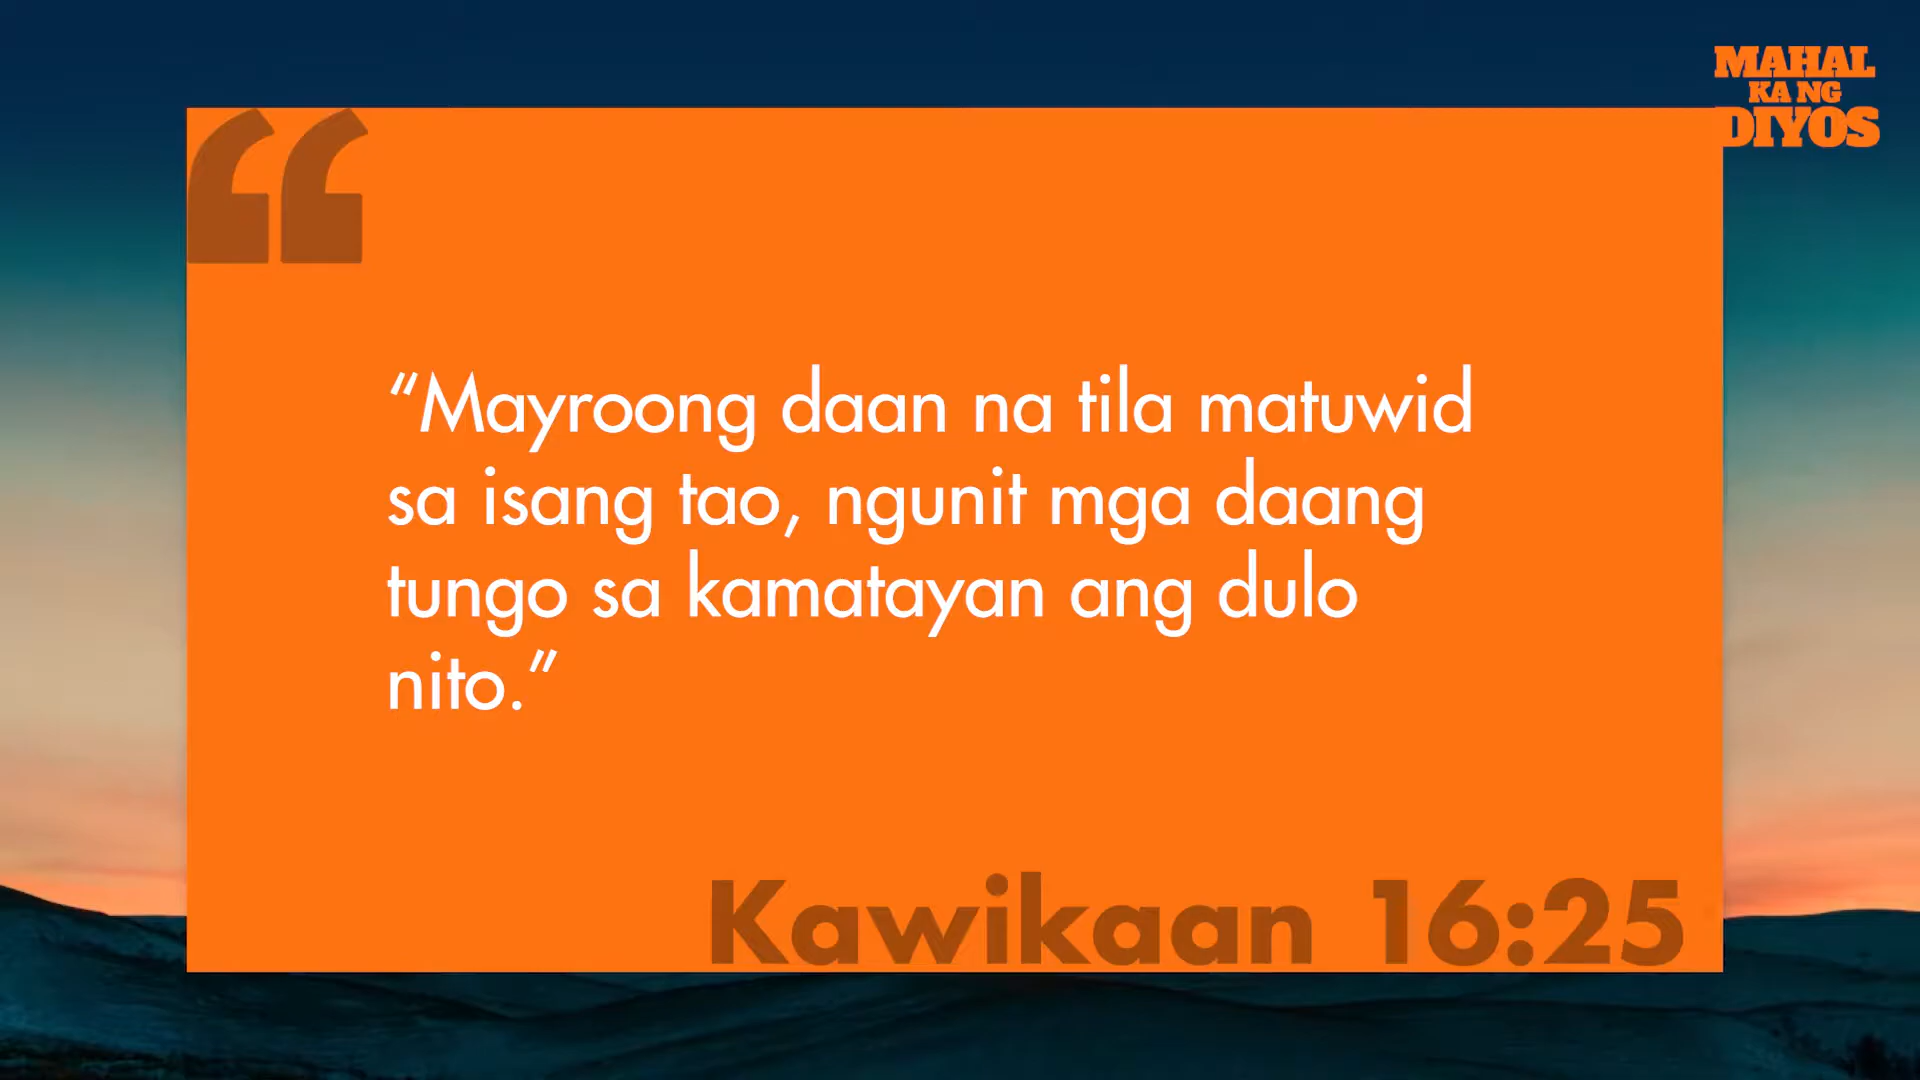 MAHAL
KA NG
DIYOS
“Mayroong daan na tila matuwid
sa isang tao, ngunit mga daang
tungo sa kamatayan ang dulo
nito.”
Kawikaan 16:25